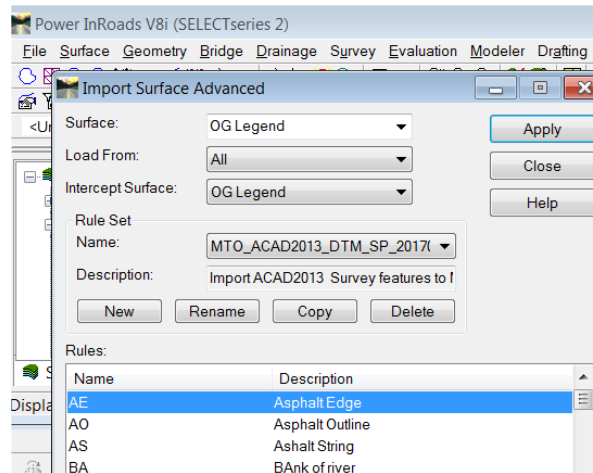 Power InRoads V8i (SELECTseries 2)
File Surface Geometry Bridge Drainage Survey Evaluation Modeler Drafting
Import Surface Advanced
Surface: OG Legend Apply
Load From: All Close
Intercept Surface: OG Legend Help
Rule Set
Name: MTO_ACAD2013_DTM_SP_2017
Description: Import ACAD2013 Survey features to
New Rename Copy Delete
Rules:
Name Description
AE Asphalt Edge
AO Asphalt Outline
AS Ashalt String
BA BAnk of river